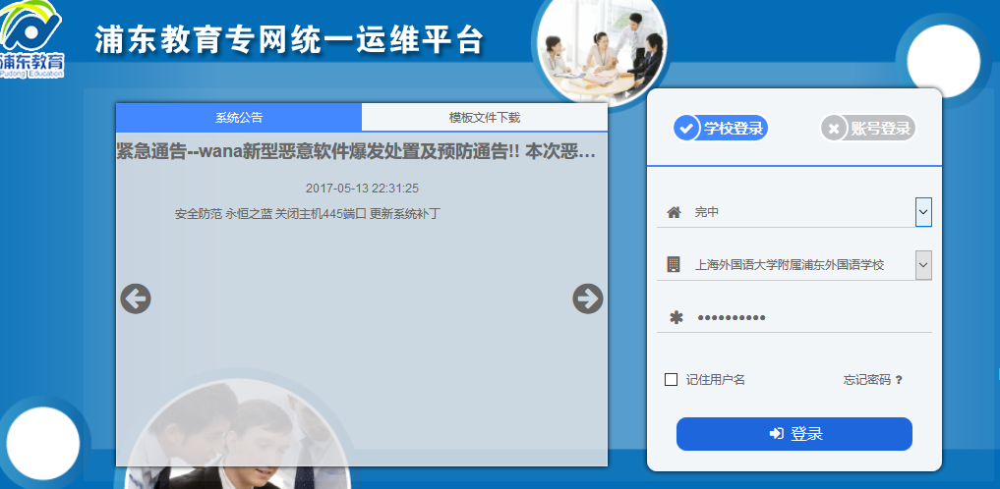 浦东教育
Pudong Education
浦东教育专网统一运维平台
系统公告
模板文件下载
紧急通告--wana新型恶意软件爆发处置及预防通告!! 本次恶...
2017-05-13 22:31:25
安全防范 永恒之蓝 关闭主机445端口 更新系统补丁
学校登录
账号登录
完中
上海外国语大学附属浦东外国语学校
••••••••••
记住用户名
忘记密码 ?
登录